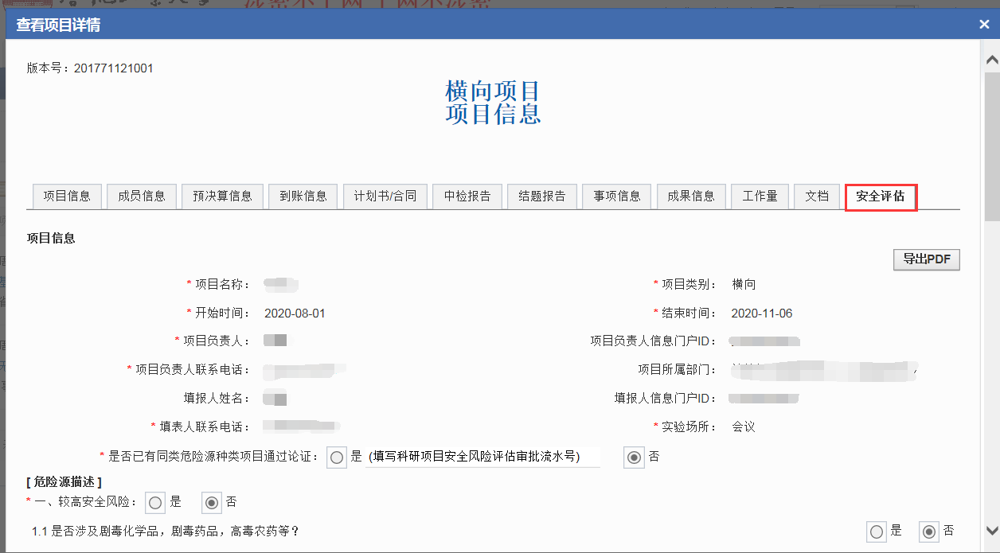 查看项目详情 ×
版本号：201771121001
横向项目
项目信息
项目信息 成员信息 预决算信息 到账信息 计划书/合同 中检报告 结题报告 事项信息 成果信息 工作量 文档 安全评估
项目信息
导出PDF
* 项目名称： * 项目类别： 横向
* 开始时间： 2020-08-01 * 结束时间： 2020-11-06
* 项目负责人： 项目负责人信息门户ID：
* 项目负责人联系电话： 项目所属部门：
填报人姓名： 填报人信息门户ID：
* 填表人联系电话： * 实验场所： 会议
* 是否已有同类危险源种类项目通过论证： 是 (填写科研项目安全风险评估审批流水号) 否
[ 危险源描述 ]
* 一、较高安全风险： 是 否
1.1 是否涉及剧毒化学品，剧毒药品，高毒农药等？ 是 否